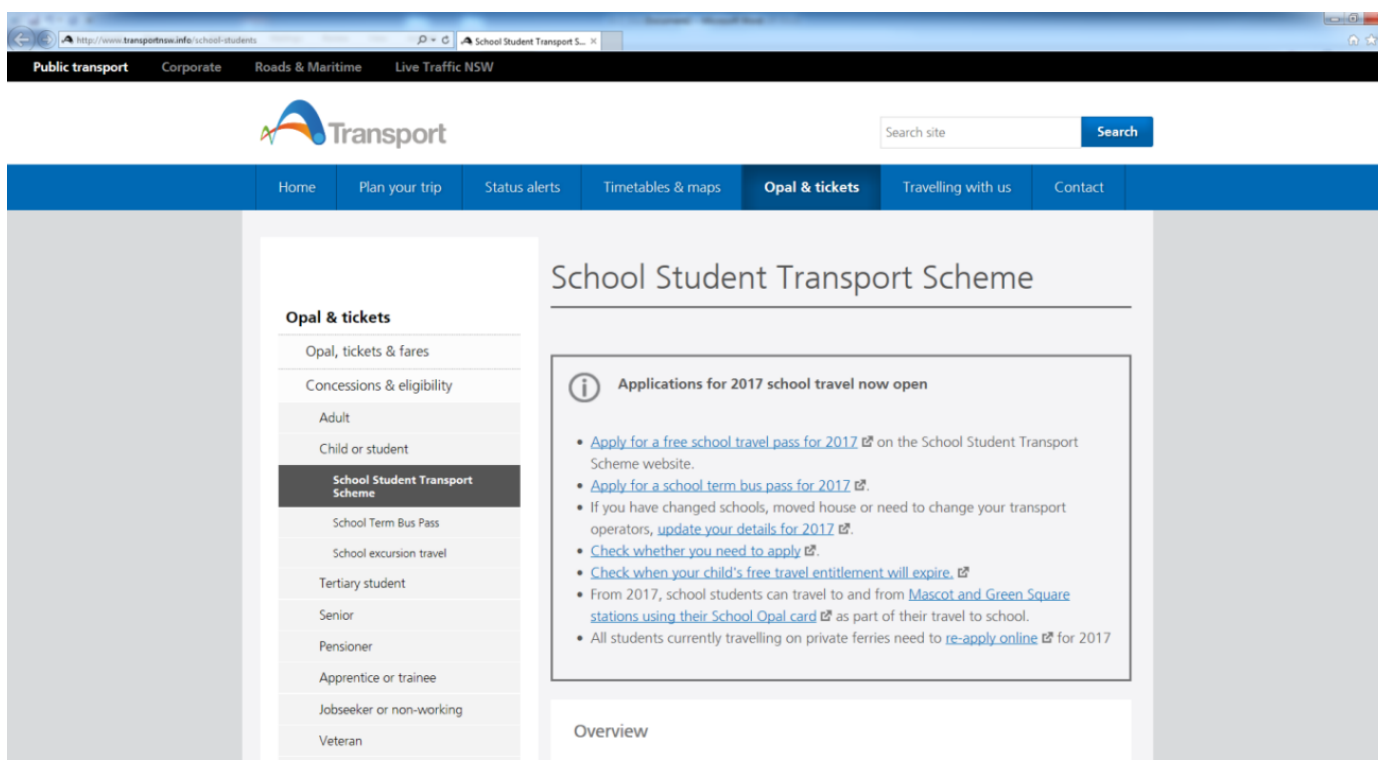 http://www.transportnsw.info/school-students
School Student Transport S...
Public transport Corporate Roads & Maritime Live Traffic NSW
Transport
Search site Search
Home Plan your trip Status alerts Timetables & maps Opal & tickets Travelling with us Contact
School Student Transport Scheme
Opal & tickets
Opal, tickets & fares
Concessions & eligibility
Adult
Child or student
School Student Transport
Scheme
School Term Bus Pass
School excursion travel
Tertiary student
Senior
Pensioner
Apprentice or trainee
Jobseeker or non-working
Veteran
Applications for 2017 school travel now open
• Apply for a free school travel pass for 2017 on the School Student Transport
Scheme website.
• Apply for a school term bus pass for 2017.
• If you have changed schools, moved house or need to change your transport
operators, update your details for 2017.
• Check whether you need to apply.
• Check when your child's free travel entitlement will expire.
• From 2017, school students can travel to and from Mascot and Green Square
stations using their School Opal card as part of their travel to school.
• All students currently travelling on private ferries need to re-apply online for 2017
Overview